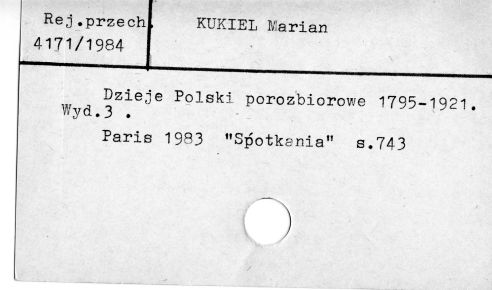 Rej.przech.
KUKIEL Marian
4171/1984
Dzieje Polski porozbiorowe 1795-1921.
Wyd.3 .
Paris 1983 "Spotkania" s.743